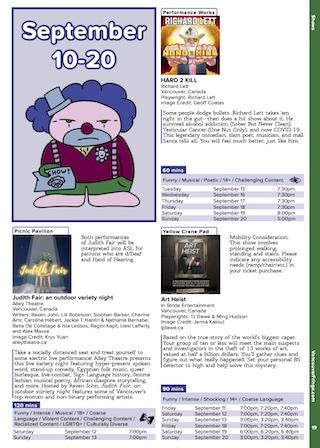 September
10-20
SHOW!
Performance Works
RICHARD LETT
HARD 2 KILL
HARD 2 KILL
Richard Lett
Vancouver, Canada
Playwright: Richard Lett
Image Credit: Geoff Coates
Some people dodge bullets. Richard Lett takes 'em
right in the gut—then does a hit show about it. He
survived alcohol addiction (Sober But Never Clean),
Testicular Cancer (One Nut Only), and now COVID-19.
This legendary comedian, slam poet, musician, and mall
Santa tells all. You will feel much better, just like him.
60 mins
Funny / Musical / Poetic / 14+ / Challenging Content
Tuesday September 15 7:30pm
Wednesday September 16 7:30pm
Thursday September 17 7:30pm
Friday September 18 7:30pm
Saturday September 19 8:00pm
Sunday September 20 5:00pm
Shows
Picnic Pavilion
Judith Fair
Both performances
of Judith Fair will be
interpreted into ASL for
patrons who are d/Deaf
and Hard of Hearing.
Judith Fair: an outdoor variety night
Alley Theatre
Vancouver, Canada
Writers: Raven John, Lili Robinson, Siobhan Barker, Cherine
Amr, Caroline Hébert, Jackie T Hanlin & Nathania Bernabe,
Bella Dé Colletage & Isla Lesbos, Ragini Kapil, Liesl Lafferty,
and Alex Masse
Image Credit: Krys Yuan
alleytheatre.ca
Take a socially distanced seat and treat yourself to
some electric live performance! Alley Theatre presents
this live variety night featuring hyper-present spoken
word, stand-up comedy, Egyptian folk music, queer
burlesque, live-combat, Sign Language history, femme
lesbian musical poetry, African-diaspora storytelling,
and more. Hosted by Raven John, Judith Fair: an
outdoor variety night features some of Vancouver's
top women and non-binary performing artists.
120 mins
Funny / Intense / Musical / 18+ / Coarse
Language / Violent Content / Challenging Content /
Racialized Content / LGBTQ+ / Culturally Diverse
Saturday September 12 7:00pm
Sunday September 13 7:00pm
Yellow Crane Pad
ART
HEIST
Mobility Consideration:
This show involves
prolonged walking,
standing and stairs. Please
indicate any accessibility
needs (ramp/chair/etc.) in
your ticket purchase.
Art Heist
In Stride Entertainment
Vancouver, Canada
Playwrights: TJ Dawe & Ming Hudson
Image Credit: Jenna Kassul
tjdawe.ca
Based on the true story of the world's biggest caper.
Your group of ten or less will meet the main suspects
and investigators in the theft of 13 works of art,
valued at half a billion dollars. You'll gather clues and
figure out what really happened. Set your personal BS
detector to high and help solve this mystery.
90 mins
Funny / Intense / Shocking / 14+ / Coarse Language
Friday September 11 7:00pm, 7:20pm, 7:40pm
Saturday September 12 7:00pm, 7:20pm, 7:40pm
Sunday September 13 3:00pm, 3:20pm, 3:40pm
Friday September 18 7:00pm, 7:20pm, 7:40pm
Saturday September 19 6:00pm, 6:20pm, 6:40pm
Sunday September 20 3:00pm, 3:20pm, 3:40pm
VancouverFringe.com
19